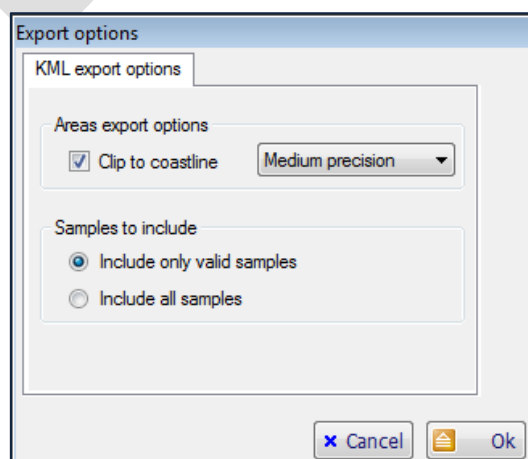 Export options
KML export options
Areas export options
Clip to coastline Medium precision
Samples to include
Include only valid samples
Include all samples
Cancel Ok